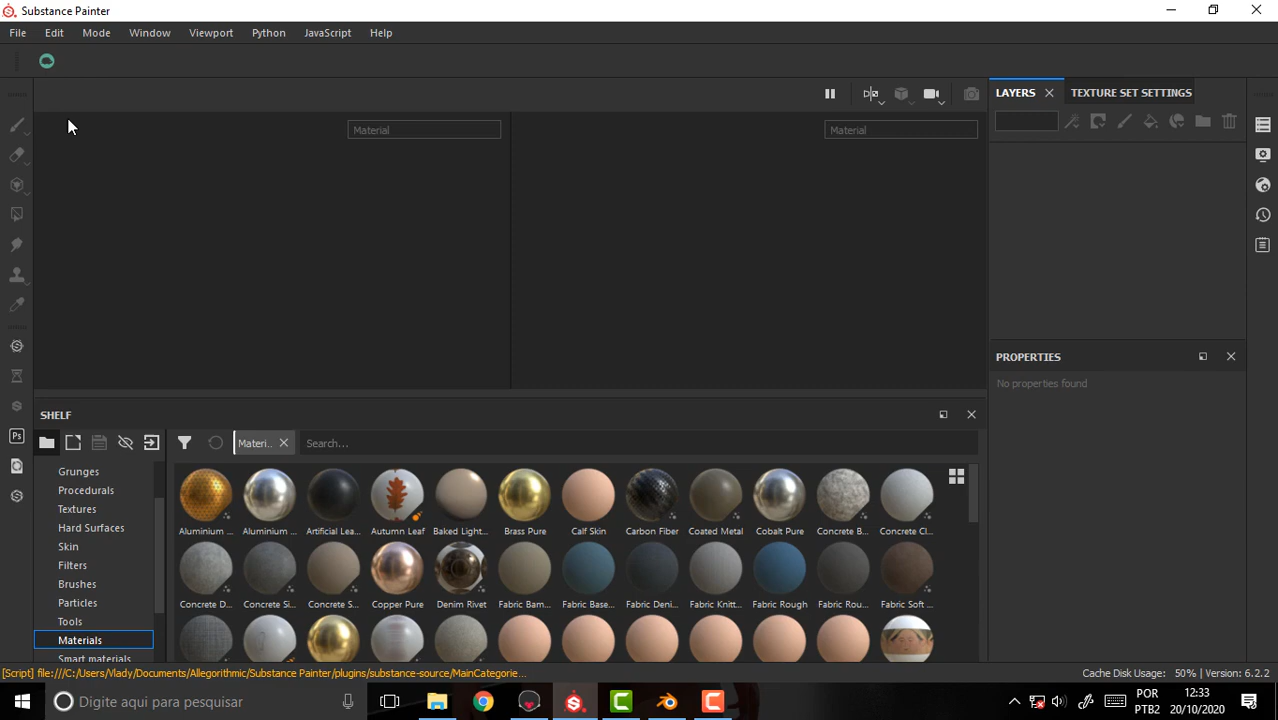 Substance Painter
File Edit Mode Window Viewport Python JavaScript Help
LAYERS TEXTURE SET SETTINGS
Material Material
PROPERTIES
No properties found
SHELF
Materi.. Search...
Grunges
Procedurals
Textures
Hard Surfaces
Skin
Filters
Brushes
Particles
Tools
Materials
Smart materials
Aluminium ... Aluminium ... Artificial Lea... Autumn Leaf Baked Light... Brass Pure Calf Skin Carbon Fiber Coated Metal Cobalt Pure Concrete B... Concrete Cl...
Concrete D... Concrete Si... Concrete S... Copper Pure Denim Rivet Fabric Bam... Fabric Base... Fabric Deni... Fabric Knitt... Fabric Rough Fabric Rou... Fabric Soft ...
Ps
[Script] file:///C:/Users/Vlady/Documents/Allegorithmic/Substance Painter/plugins/substance-source/MainCategorie... Cache Disk Usage: 50% | Version: 6.2.2
Digite aqui para pesquisar
POR
PTB2
12:33
20/10/2020